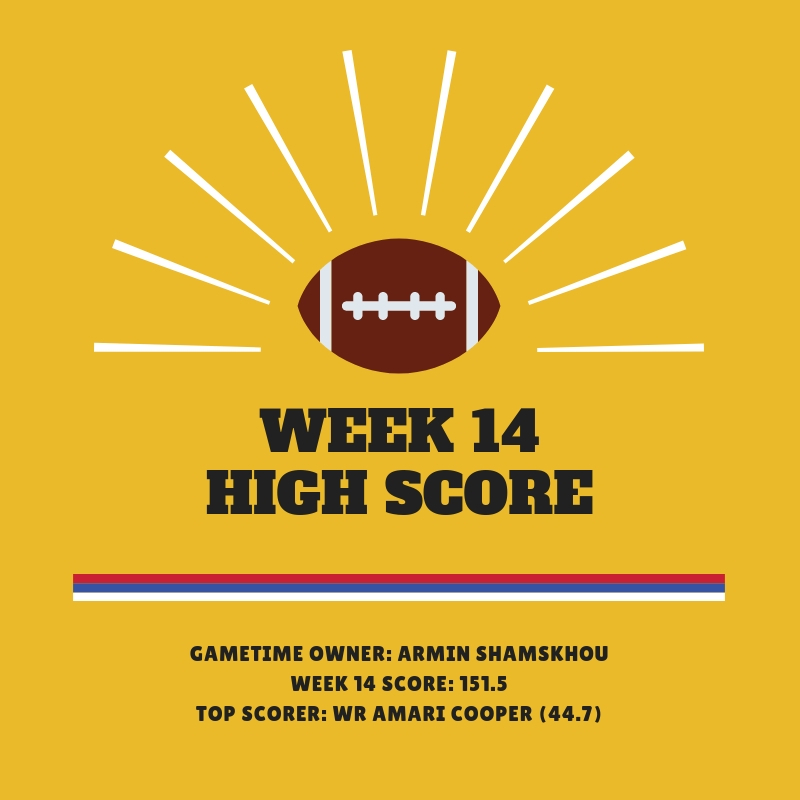 WEEK 14
HIGH SCORE
GAMETIME OWNER: ARMIN SHAMSKHOU
WEEK 14 SCORE: 151.5
TOP SCORER: WR AMARI COOPER (44.7)